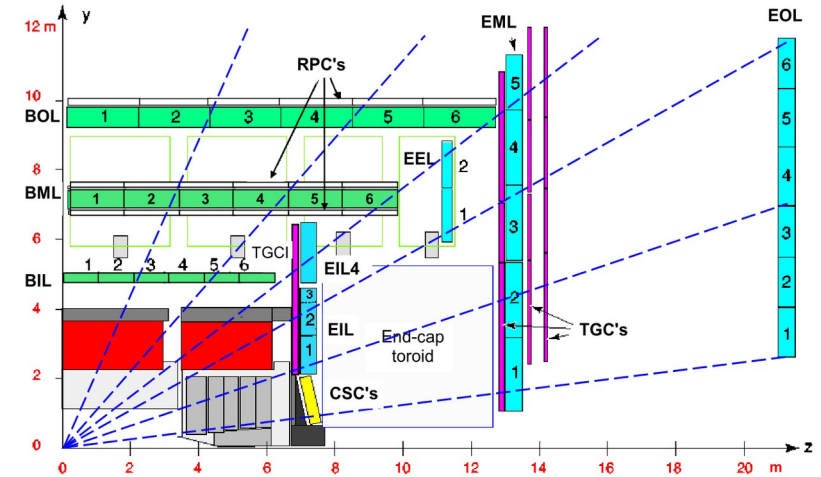 y
12 m
EML
EOL
RPC's
10
BOL
1 2 3 4 5 6
5
6
5
4
3
2
1
8
EEL
2
1
4
3
2
1
BML
1 2 3 4 5 6
6
TGCI
EIL4
BIL
1 2 3 4 5 6
4
3
2
1
EIL
End-cap
toroid
TGC's
2
CSC's
0
z
0 2 4 6 8 10 12 14 16 18 20 m